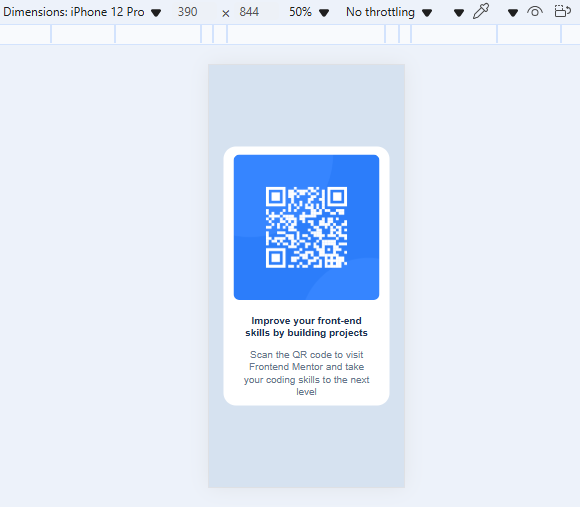 Dimensions: iPhone 12 Pro 390 × 844 50% No throttling
Improve your front-end
skills by building projects
Scan the QR code to visit
Frontend Mentor and take
your coding skills to the next
level